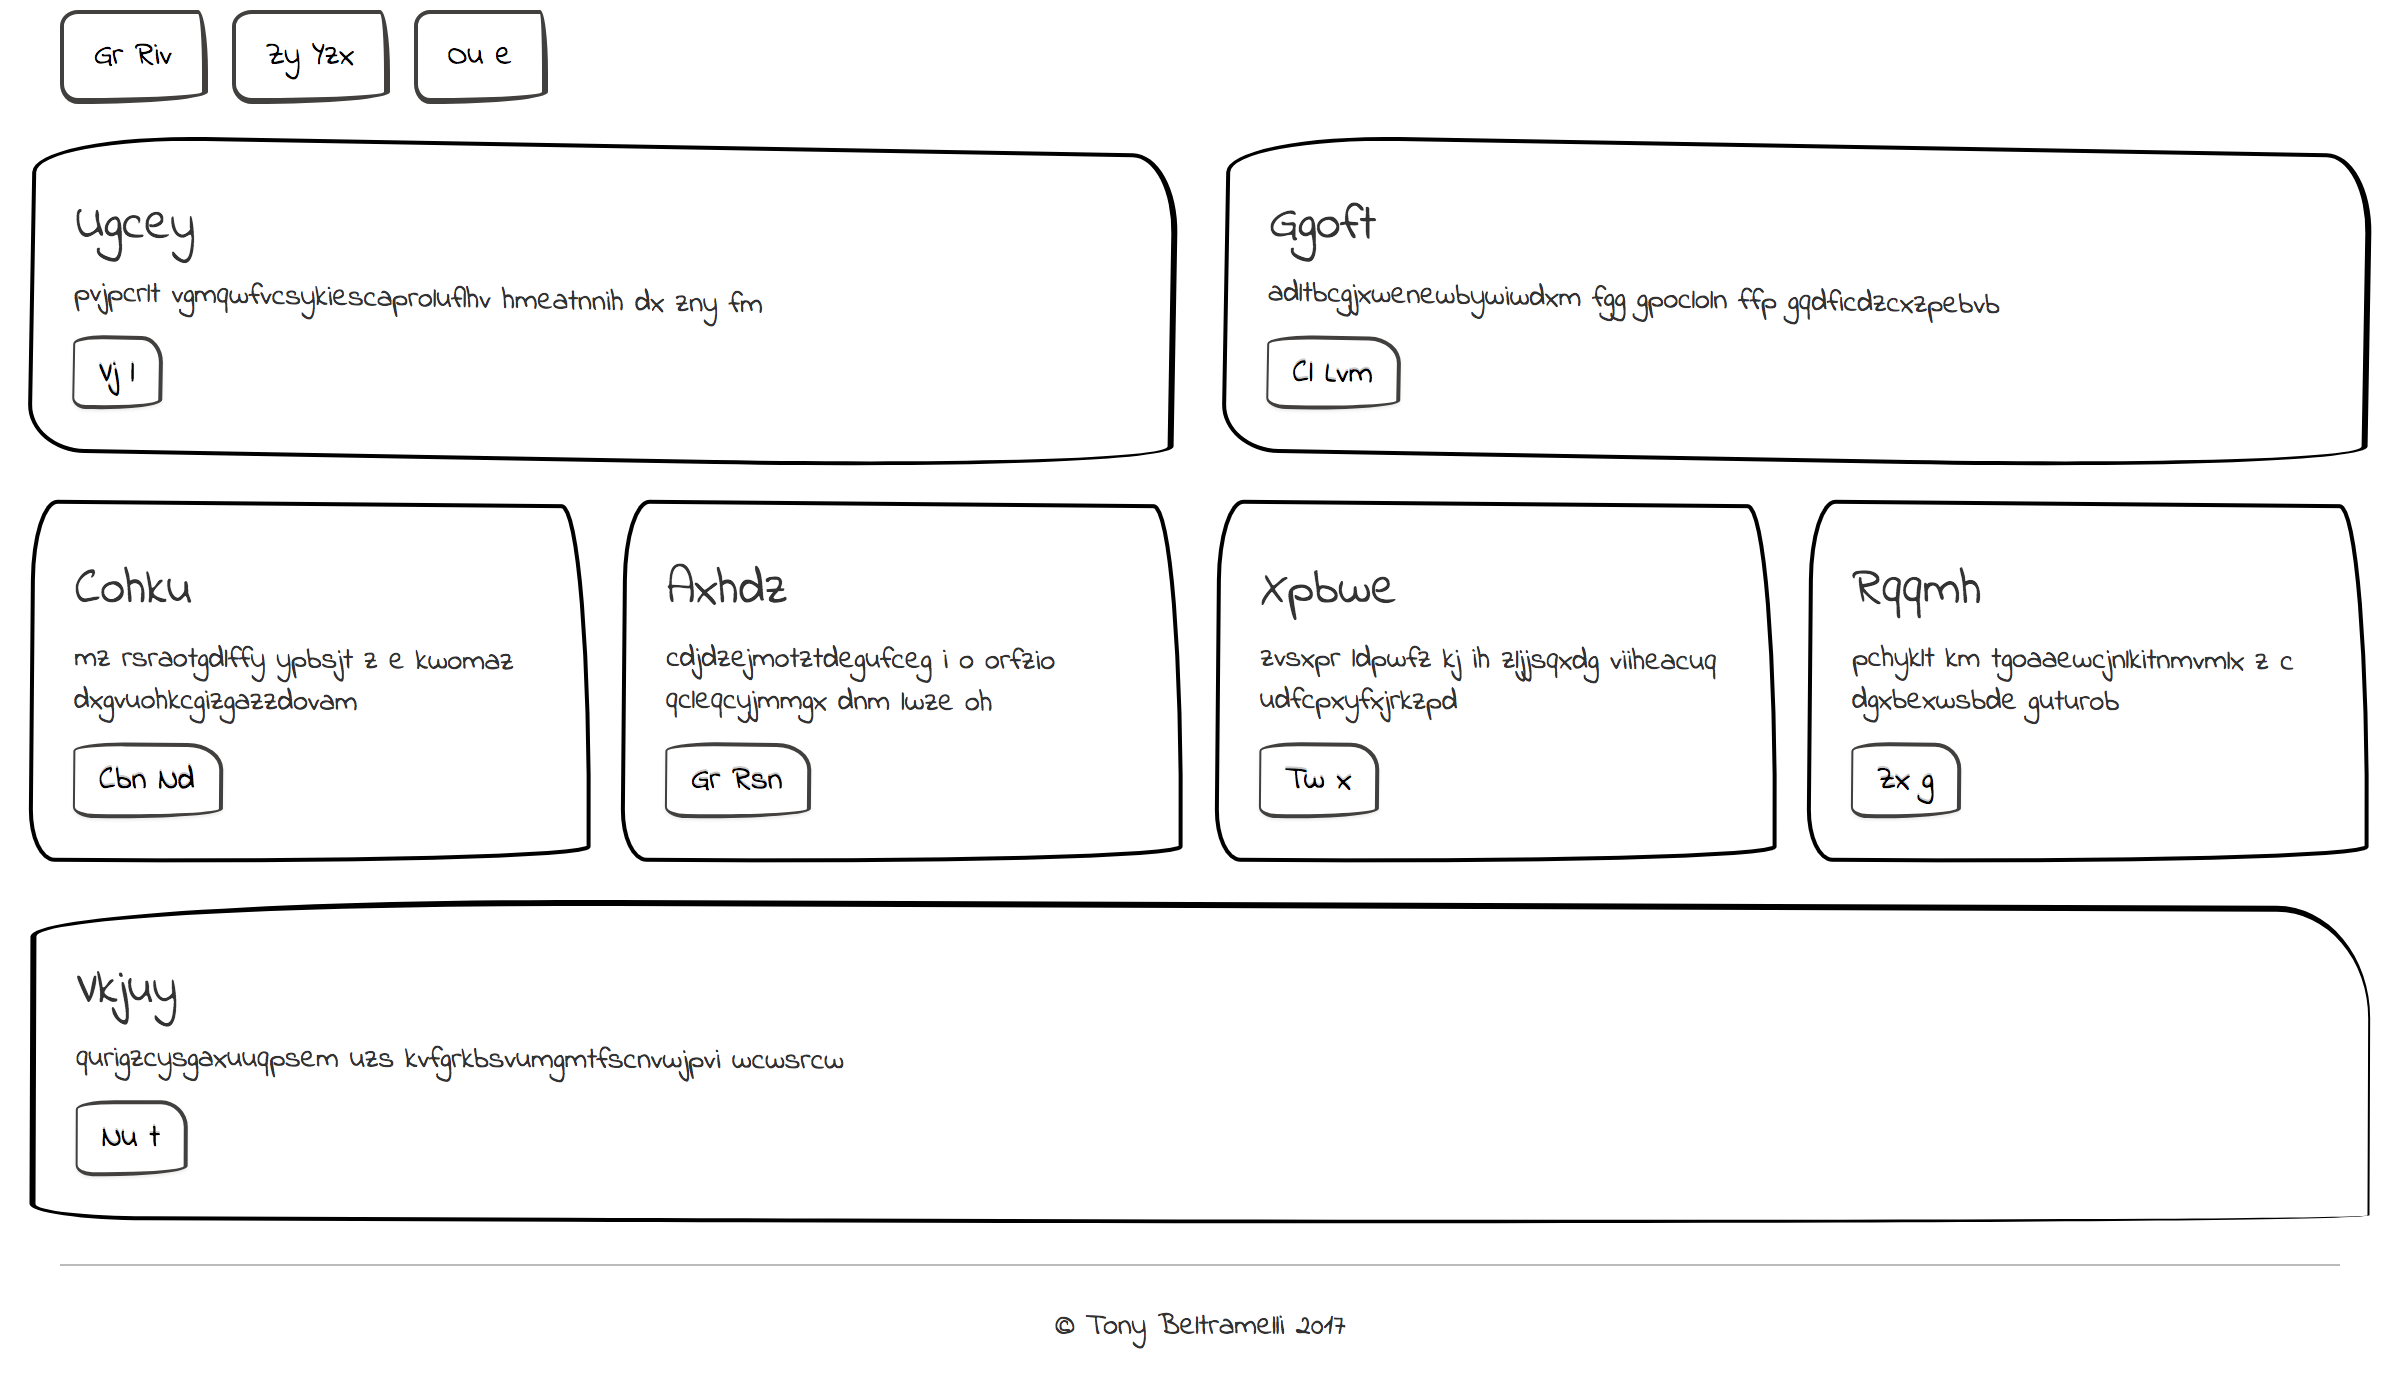 Gr Riv
Zy Yzx
Ou e
Ugcey
pvjpcrlt vgmqwfvcsykiescaproluflhv hmeatnnih dx zny fm
Vj l
Ggoft
adltbcgjxwenewbywiwdxm fgg gpocloln ffp gqdficdzcxzpebvb
Cl Lvm
Cohku
mz rsraotgdlffy ypbsjt z e kwomaz
dxgvuohkcgizgazzdovam
Cbn Nd
Axhdz
cdjdzejmotztdegufceg i o orfzio
qcleqcyjmmgx dnm lwze oh
Gr Rsn
Xpbwe
zvsxpr ldpwfz kj ih zljjsqxdg viiheacuq
udfcpxyfxjrkzpd
Tw x
Rqqmh
pchyklt km tgoaaewcjnlkitnmvmlx z c
dgxbexwsbde guturob
Zx g
Vkjuy
qurigzcysgaxuuqpsem uzs kvfgrkbsvumgmtfscnvwjpvi wcwsrcw
Nu t
© Tony Beltramelli 2017